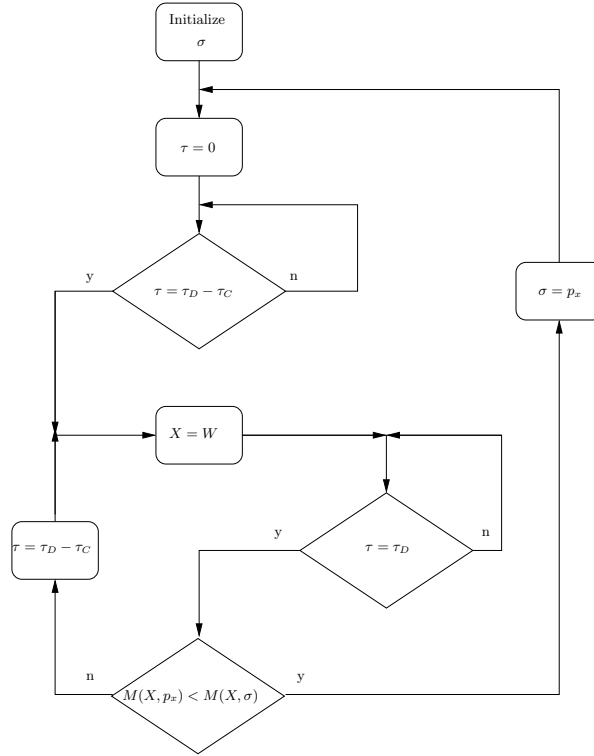 Initialize
σ
τ = 0
y
n
τ = τ_D − τ_C
σ = p_x
X = W
τ = τ_D − τ_C
y
n
τ = τ_D
n
y
M(X, p_x) < M(X, σ)